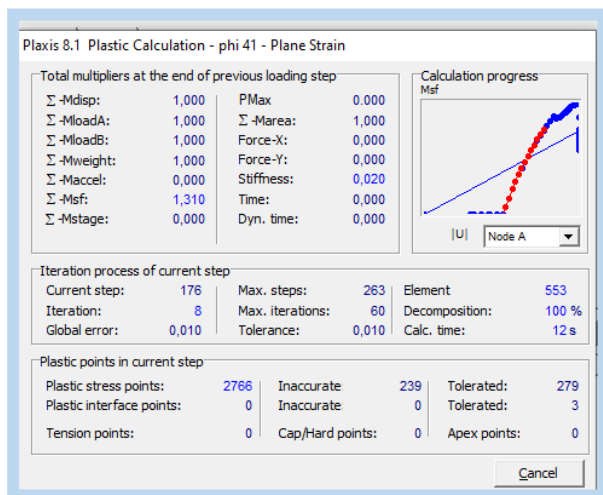 Plaxis 8.1 Plastic Calculation - phi 41 - Plane Strain
Total multipliers at the end of previous loading step
Σ -Mdisp: 1,000 PMax 0.000
Σ -MloadA: 1,000 Σ -Marea: 1,000
Σ -MloadB: 1,000 Force-X: 0,000
Σ -Mweight: 1,000 Force-Y: 0,000
Σ -Maccel: 0,000 Stiffness: 0,020
Σ -Msf: 1,310 Time: 0,000
Σ -Mstage: 0,000 Dyn. time: 0,000
Calculation progress
Msf
|U| Node A
Iteration process of current step
Current step: 176 Max. steps: 263 Element 553
Iteration: 8 Max. iterations: 60 Decomposition: 100 %
Global error: 0,010 Tolerance: 0,010 Calc. time: 12 s
Plastic points in current step
Plastic stress points: 2766 Inaccurate 239 Tolerated: 279
Plastic interface points: 0 Inaccurate 0 Tolerated: 3
Tension points: 0 Cap/Hard points: 0 Apex points: 0
Cancel